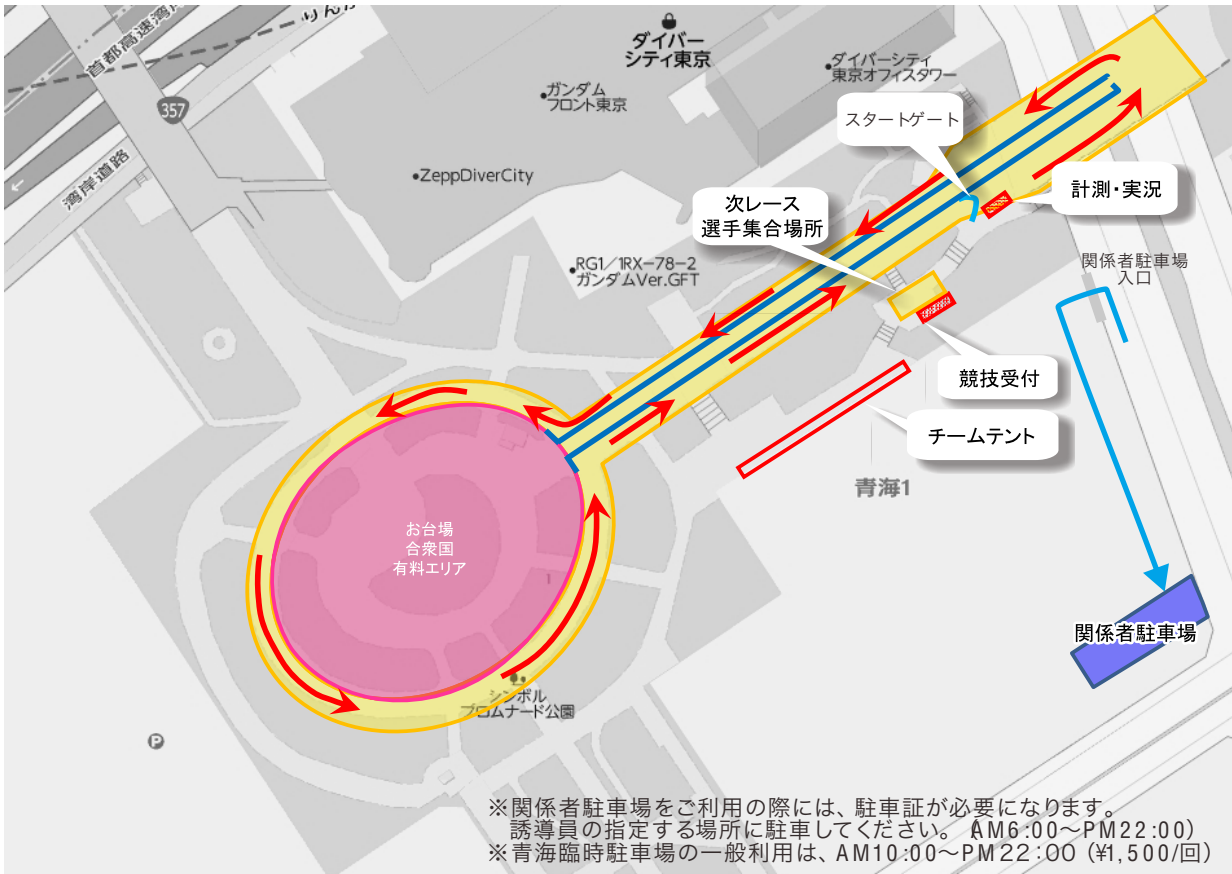 首都高速湾岸
りんか
ダイバー
シティ東京
ダイバーシティ
東京オフィスタワー
ガンダム
フロント東京
357
スタートゲート
湾岸道路
ZeppDiverCity
計測・実況
次レース
選手集合場所
RG1/1RX-78-2
ガンダムVer.GFT
関係者駐車場
入口
競技受付
チームテント
青海1
お台場
合衆国
有料エリア
1
関係者駐車場
シンボル
プロムナード公園
P
※関係者駐車場をご利用の際には、駐車証が必要になります。
誘導員の指定する場所に駐車してください。(AM6:00～PM22:00)
※青海臨時駐車場の一般利用は、AM10:00～PM22:00 (¥1,500/回)